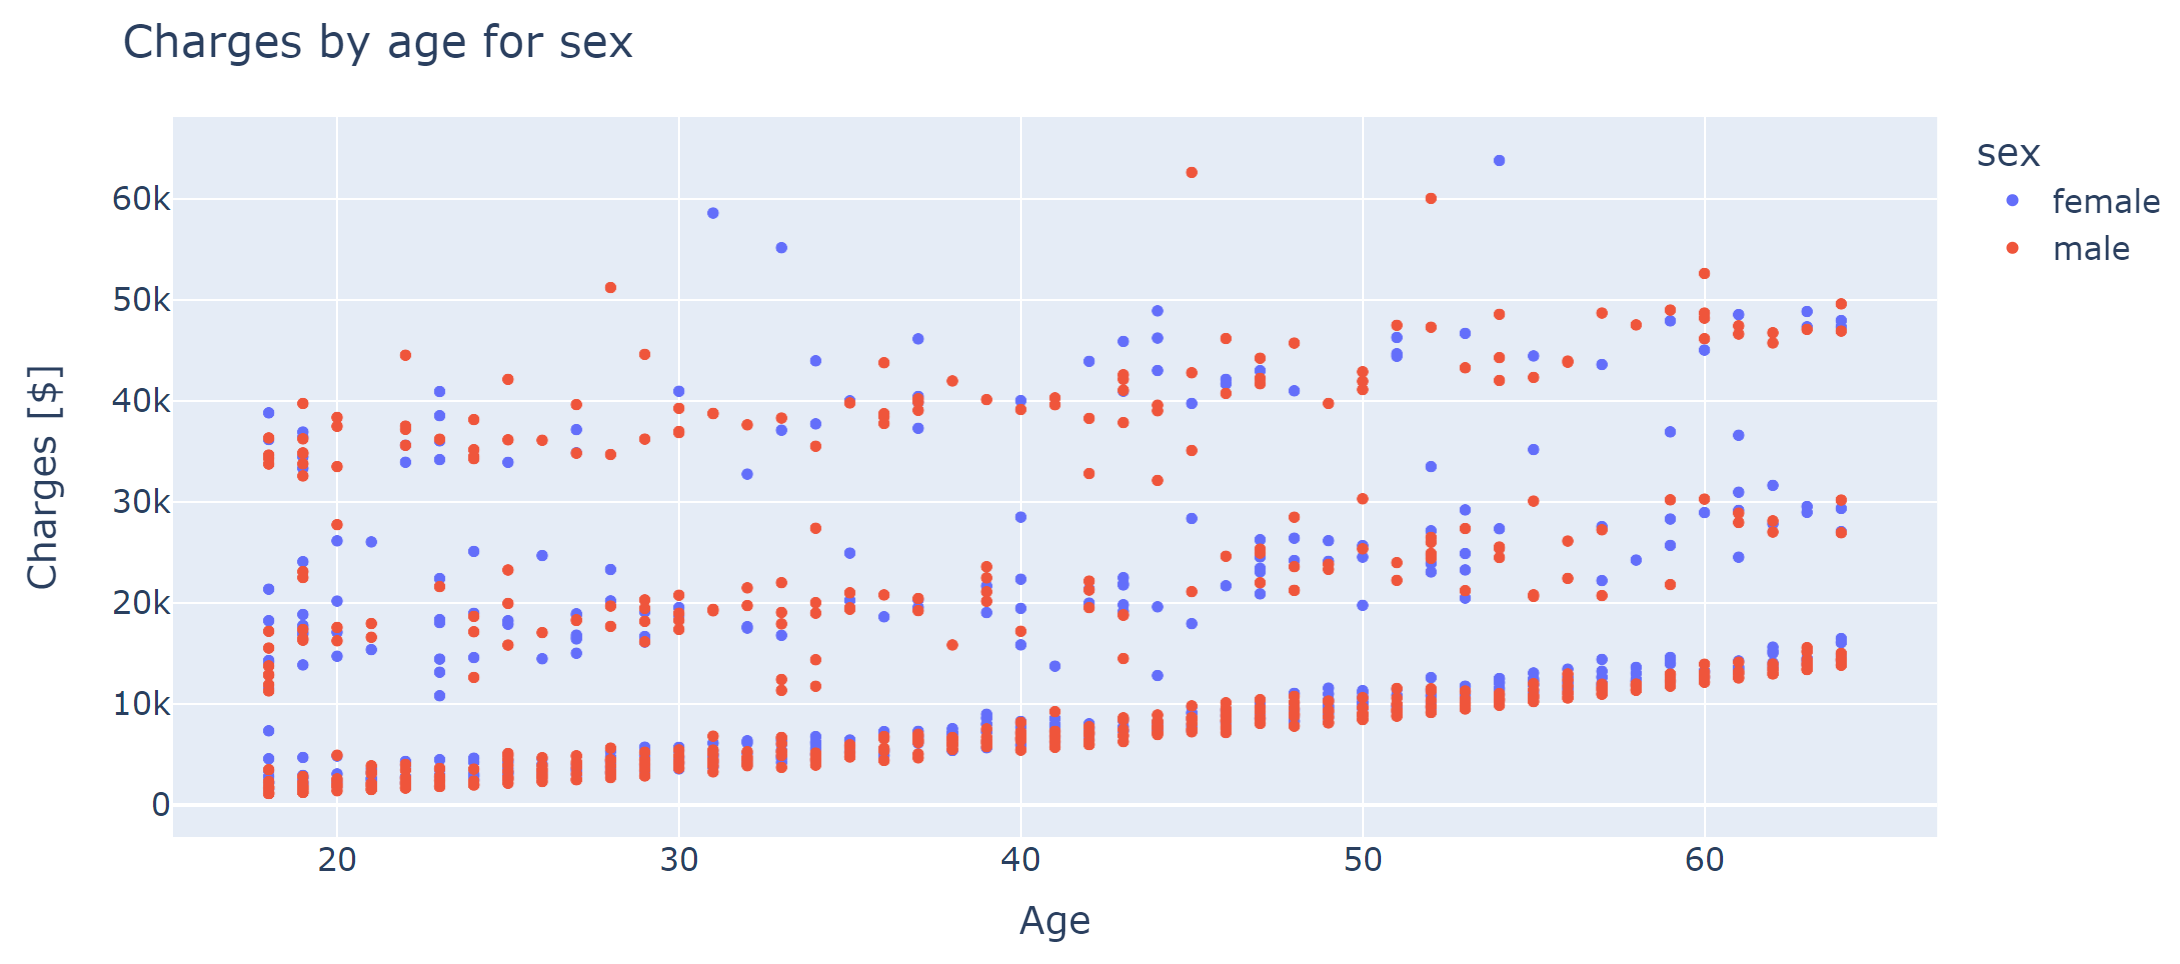 Charges by age for sex
Charges [$]
60k
50k
40k
30k
20k
10k
0
20 30 40 50 60
Age
sex
female
male